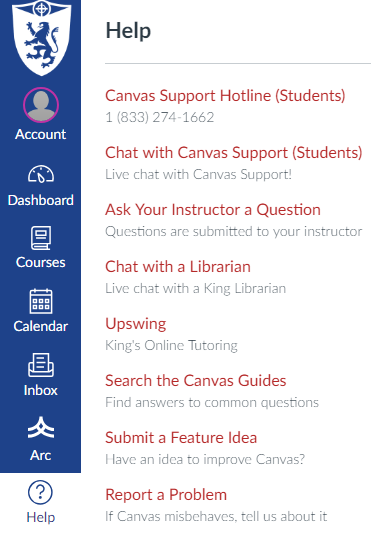 Help
Canvas Support Hotline (Students)
1 (833) 274-1662
Chat with Canvas Support (Students)
Live chat with Canvas Support!
Ask Your Instructor a Question
Questions are submitted to your instructor
Chat with a Librarian
Live chat with a King Librarian
Upswing
King's Online Tutoring
Search the Canvas Guides
Find answers to common questions
Submit a Feature Idea
Have an idea to improve Canvas?
Report a Problem
If Canvas misbehaves, tell us about it
Account
Dashboard
Courses
Calendar
Inbox
Arc
Help